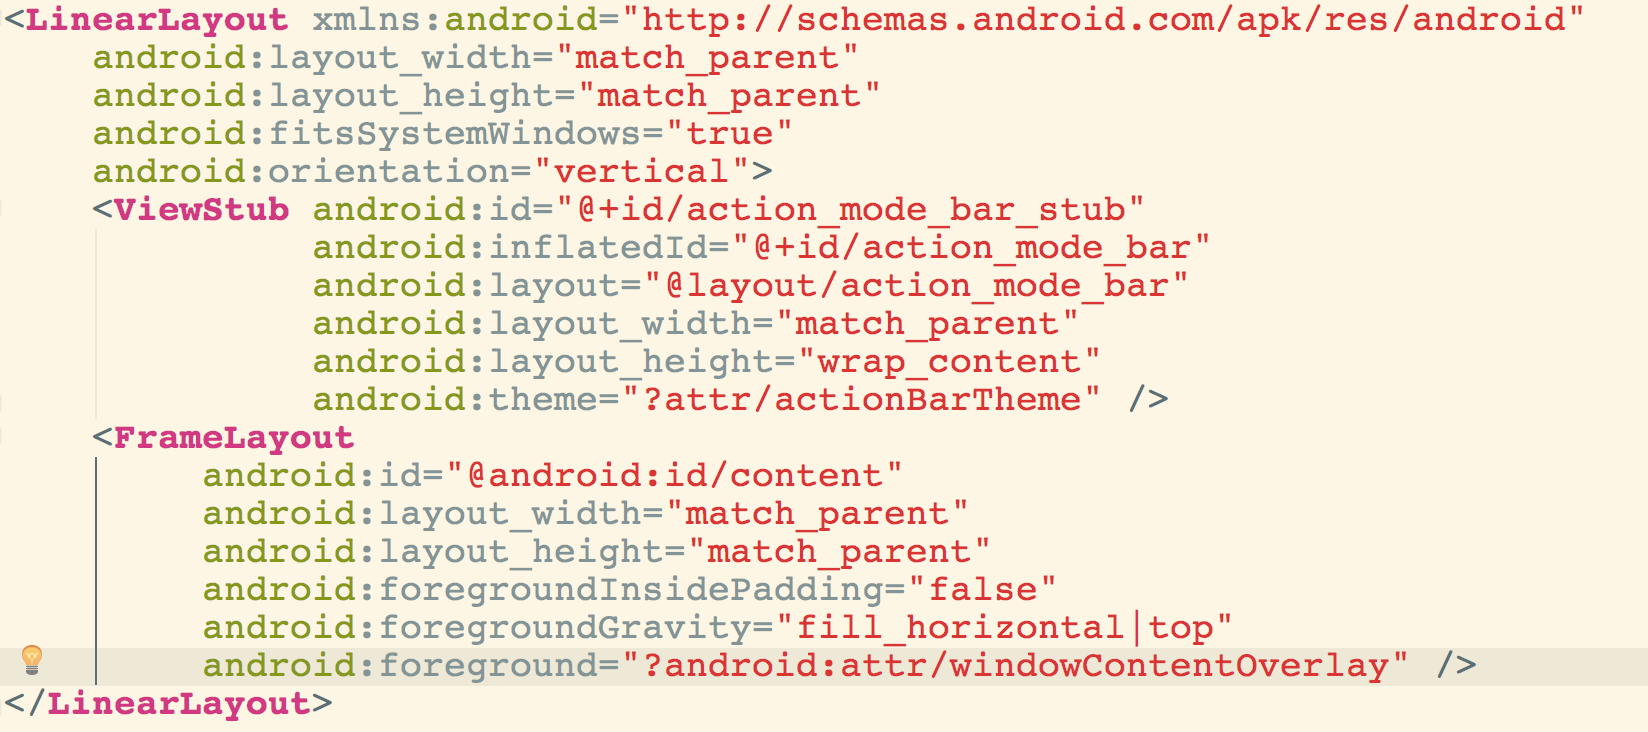 <LinearLayout xmlns:android="http://schemas.android.com/apk/res/android"
    android:layout_width="match_parent"
    android:layout_height="match_parent"
    android:fitsSystemWindows="true"
    android:orientation="vertical">
    <ViewStub android:id="@+id/action_mode_bar_stub"
              android:inflatedId="@+id/action_mode_bar"
              android:layout="@layout/action_mode_bar"
              android:layout_width="match_parent"
              android:layout_height="wrap_content"
              android:theme="?attr/actionBarTheme" />
    <FrameLayout
         android:id="@android:id/content"
         android:layout_width="match_parent"
         android:layout_height="match_parent"
         android:foregroundInsidePadding="false"
         android:foregroundGravity="fill_horizontal|top"
         android:foreground="?android:attr/windowContentOverlay" />
</LinearLayout>